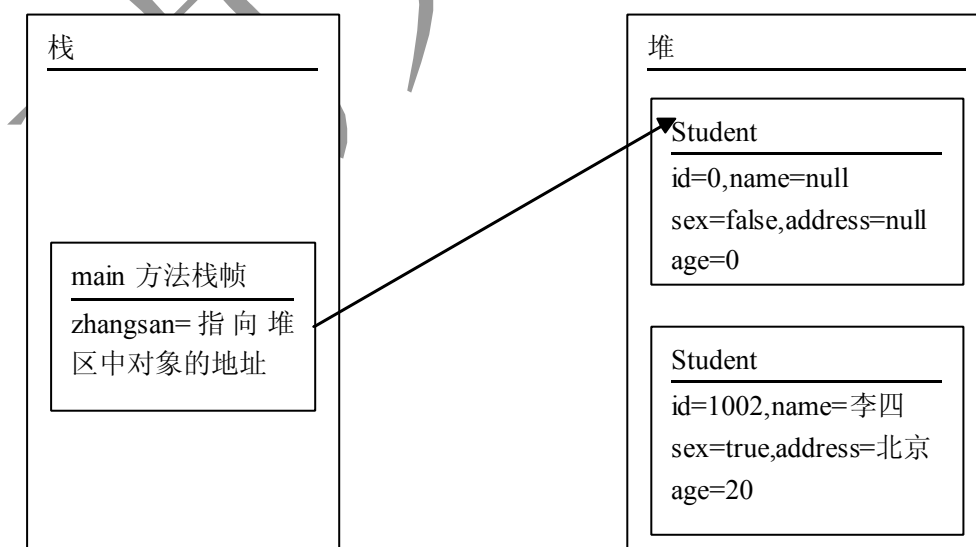 栈
main 方法栈帧
zhangsan= 指 向 堆
区中对象的地址
堆
Student
id=0,name=null
sex=false,address=null
age=0
Student
id=1002,name=李四
sex=true,address=北京
age=20